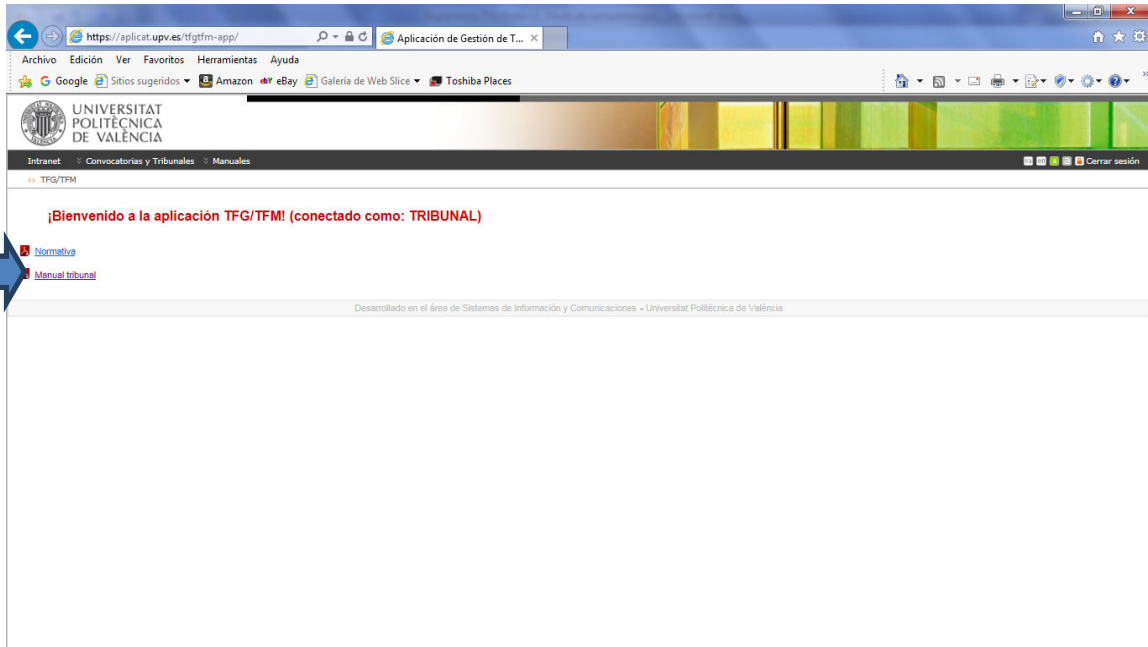 https://aplicat.upv.es/tfgtfm-app/
Aplicación de Gestión de T...
Archivo Edición Ver Favoritos Herramientas Ayuda
Google Sitios sugeridos Amazon eBay Galería de Web Slice Toshiba Places
UNIVERSITAT
POLITÈCNICA
DE VALÈNCIA
Intranet Convocatorias y Tribunales Manuales Cerrar sesión
>> TFG/TFM
¡Bienvenido a la aplicación TFG/TFM! (conectado como: TRIBUNAL)
Normativa
Manual tribunal
Desarrollado en el área de Sistemas de Información y Comunicaciones - Universitat Politècnica de València